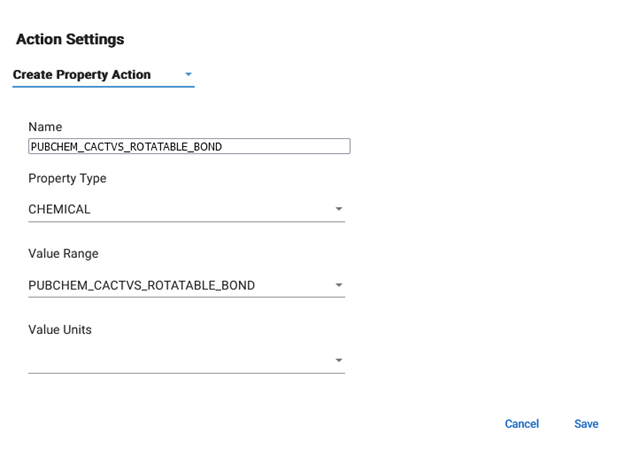 Action Settings
Create Property Action
Name
PUBCHEM_CACTVS_ROTATABLE_BOND
Property Type
CHEMICAL
Value Range
PUBCHEM_CACTVS_ROTATABLE_BOND
Value Units
Cancel Save